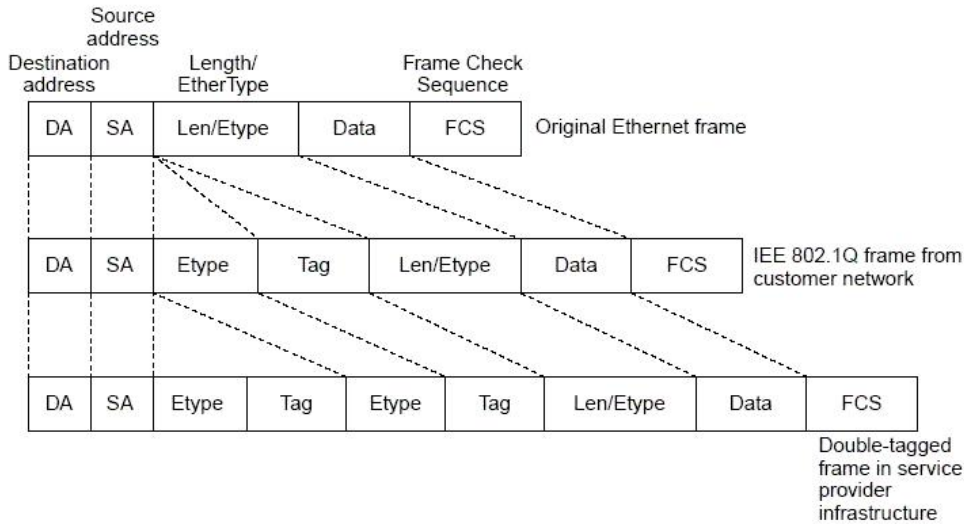 Source
address
Destination
address
Length/
EtherType
Frame Check
Sequence
DA SA Len/Etype Data FCS
Original Ethernet frame
DA SA Etype Tag Len/Etype Data FCS
IEE 802.1Q frame from
customer network
DA SA Etype Tag Etype Tag Len/Etype Data FCS
Double-tagged
frame in service
provider
infrastructure